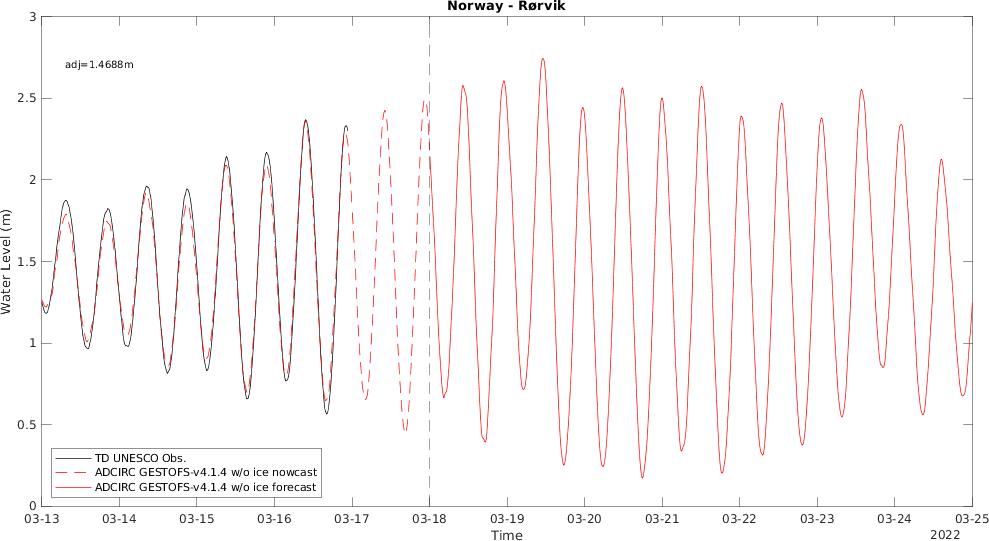 Norway - Rørvik
adj=1.4688m
Water Level (m)
3
2.5
2
1.5
1
0.5
0
TD UNESCO Obs.
ADCIRC GESTOFS-v4.1.4 w/o ice nowcast
ADCIRC GESTOFS-v4.1.4 w/o ice forecast
03-13 03-14 03-15 03-16 03-17 03-18 03-19 03-20 03-21 03-22 03-23 03-24 03-25
Time
2022